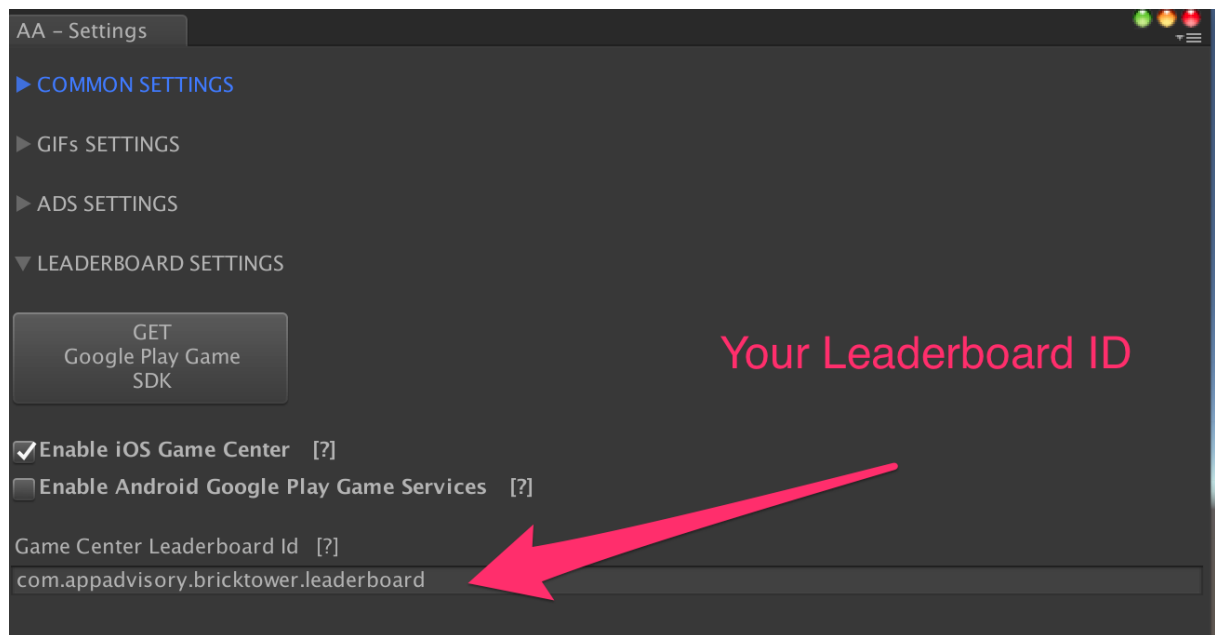 AA – Settings
COMMON SETTINGS
GIFs SETTINGS
ADS SETTINGS
LEADERBOARD SETTINGS
GET
Google Play Game
SDK
Your Leaderboard ID
Enable iOS Game Center [?]
Enable Android Google Play Game Services [?]
Game Center Leaderboard Id [?]
com.appadvisory.bricktower.leaderboard